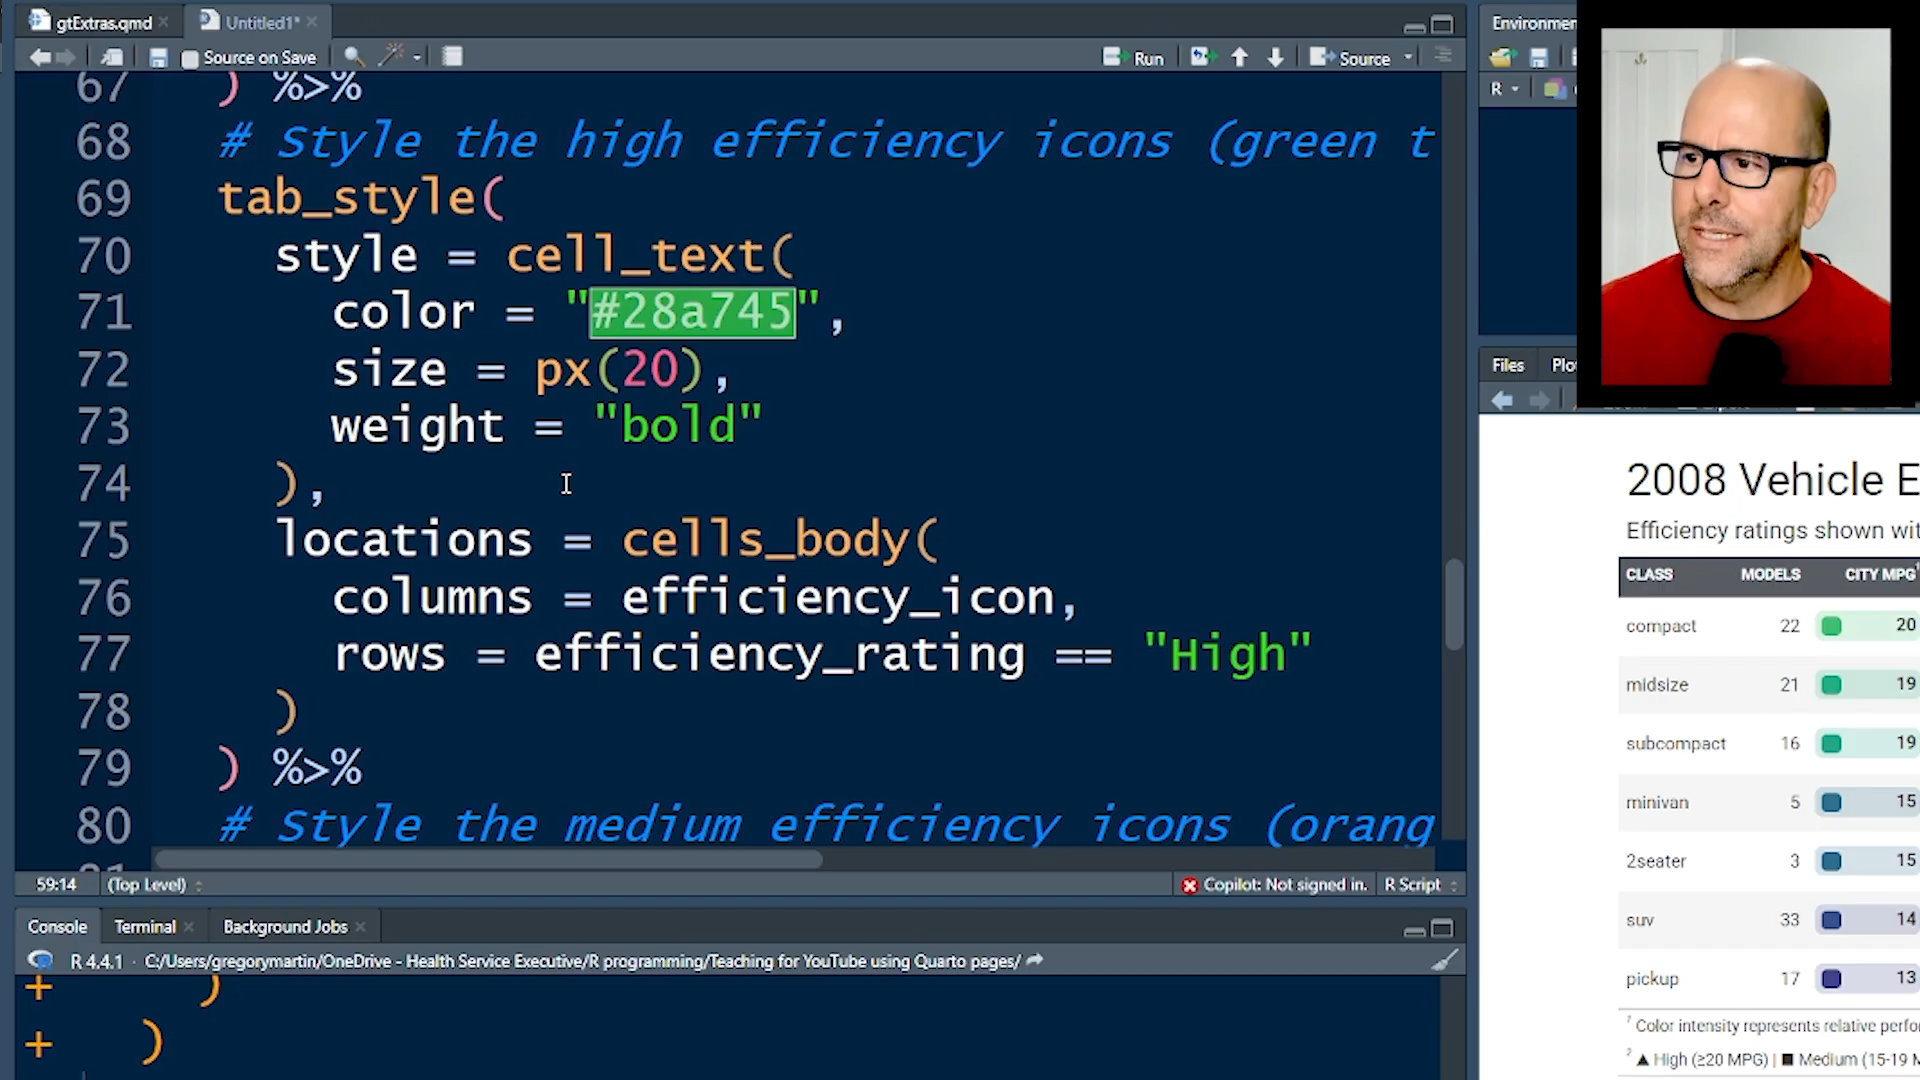 gtExtras.qmd
Untitled1*
Source on Save
Run
Source
67 ) %>%
68 # Style the high efficiency icons (green t
69 tab_style(
70 style = cell_text(
71 color = "#28a745",
72 size = px(20),
73 weight = "bold"
74 ),
75 locations = cells_body(
76 columns = efficiency_icon,
77 rows = efficiency_rating == "High"
78 )
79 ) %>%
80 # Style the medium efficiency icons (orang
59:14 (Top Level)
Copilot: Not signed in. R Script
Console Terminal Background Jobs
R 4.4.1 · C:/Users/gregorymartin/OneDrive - Health Service Executive/R programming/Teaching for YouTube using Quarto pages/
+ )
+ )
Environmen
R
Files Plo
2008 Vehicle E
Efficiency ratings shown wit
CLASS MODELS CITY MPG1
compact 22 20
midsize 21 19
subcompact 16 19
minivan 5 15
2seater 3 15
suv 33 14
pickup 17 13
1 Color intensity represents relative perfo
2 ▲ High (≥20 MPG) | ■ Medium (15-19 M